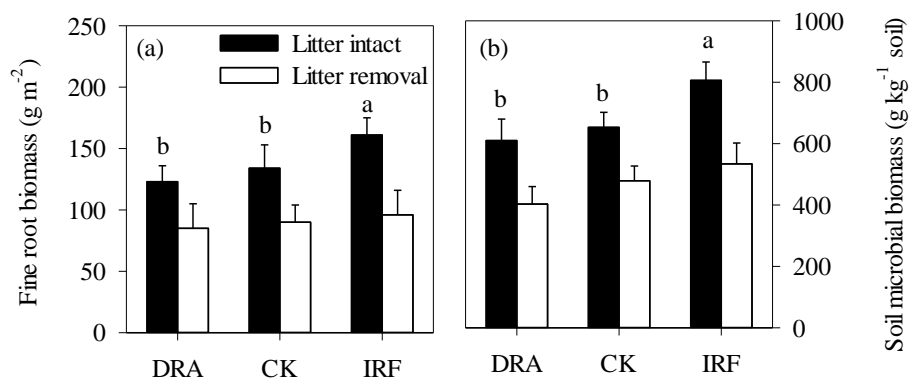 250
200
150
100
50
0
Fine root biomass (g m⁻²)
(a)
Litter intact
Litter removal
b
b
a
DRA CK IRF
(b)
b
b
a
DRA CK IRF
1000
800
600
400
200
0
Soil microbial biomass (g kg⁻¹ soil)